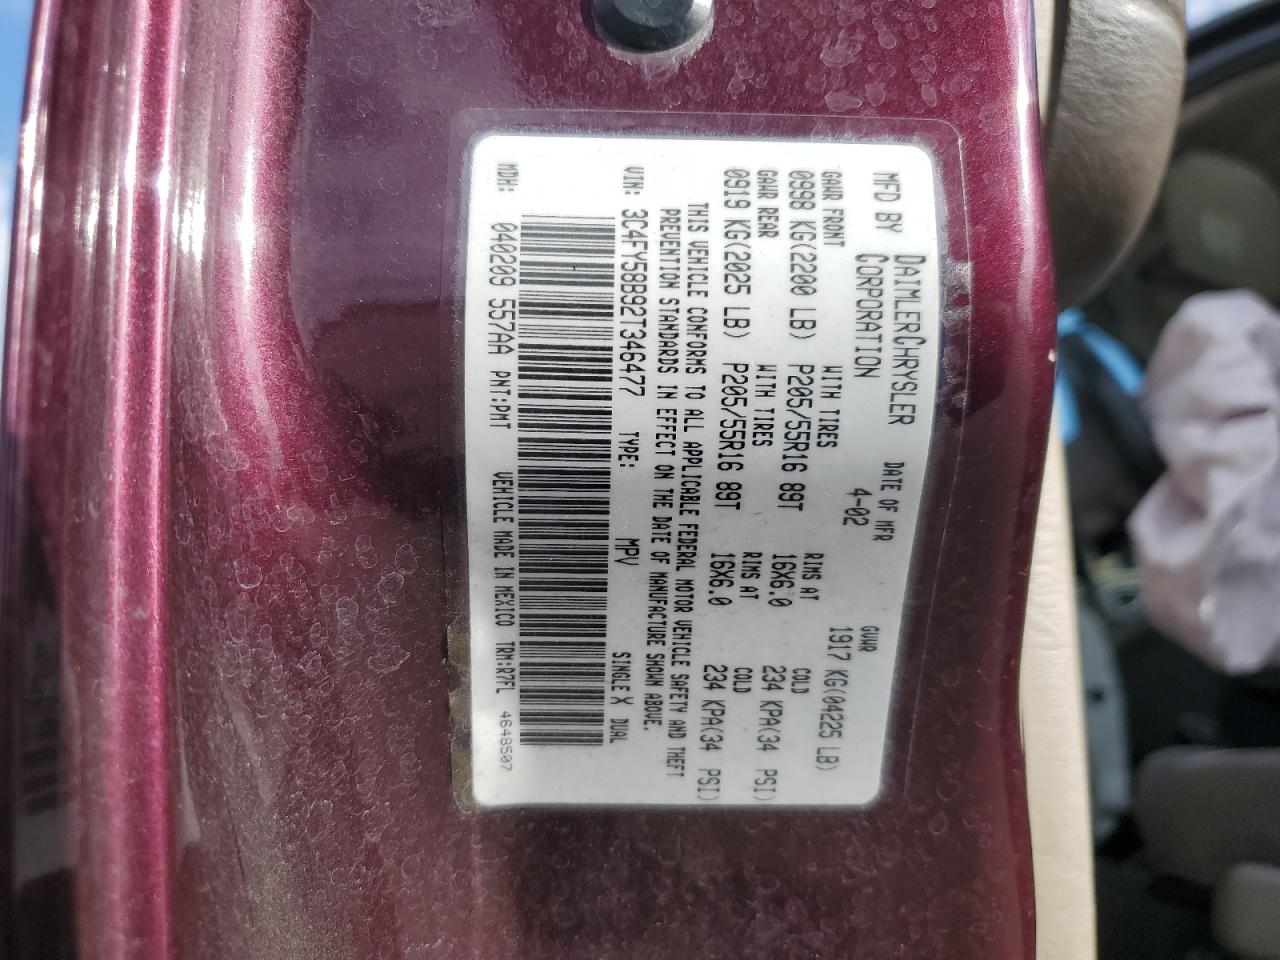 MFD BY DAIMLERCHRYSLER CORPORATION
DATE OF MFR 4-02
GVWR 1917 KG(04225 LB)
GAWR FRONT WITH TIRES RIMS AT COLD
0998 KG(2200 LB) P205/55R16 89T 16X6.0 234 KPA(34 PSI)
GAWR REAR WITH TIRES RIMS AT COLD
0919 KG(2025 LB) P205/55R16 89T 16X6.0 234 KPA(34 PSI)
THIS VEHICLE CONFORMS TO ALL APPLICABLE FEDERAL MOTOR VEHICLE SAFETY AND THEFT
PREVENTION STANDARDS IN EFFECT ON THE DATE OF MANUFACTURE SHOWN ABOVE.
VIN: 3C4FY58B92T346477 TYPE: MPV SINGLE X DUAL
MDH: 040209 557AA PNT:PMT VEHICLE MADE IN MEXICO TRM:R7FL 4648507